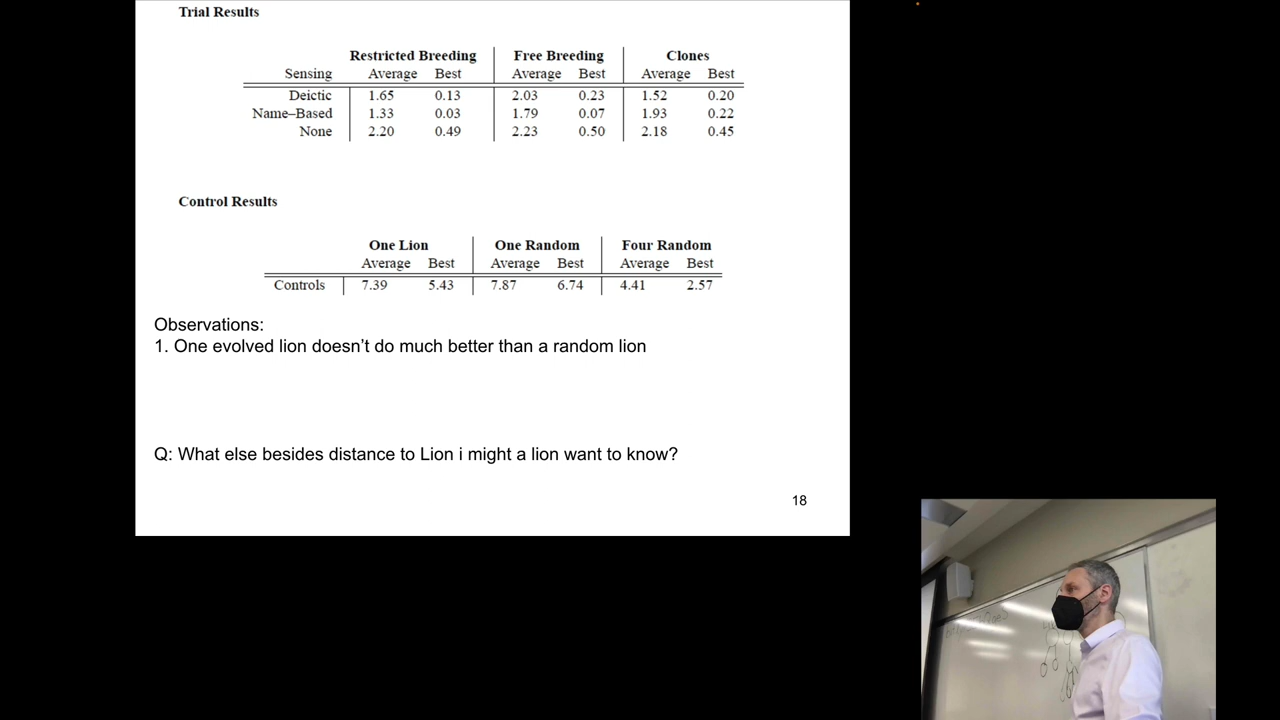 Trial Results
Restricted Breeding Free Breeding Clones
Sensing Average Best Average Best Average Best
Deictic 1.65 0.13 2.03 0.23 1.52 0.20
Name–Based 1.33 0.03 1.79 0.07 1.93 0.22
None 2.20 0.49 2.23 0.50 2.18 0.45
Control Results
One Lion One Random Four Random
Average Best Average Best Average Best
Controls 7.39 5.43 7.87 6.74 4.41 2.57
Observations:
1. One evolved lion doesn’t do much better than a random lion
Q: What else besides distance to Lion i might a lion want to know?
18